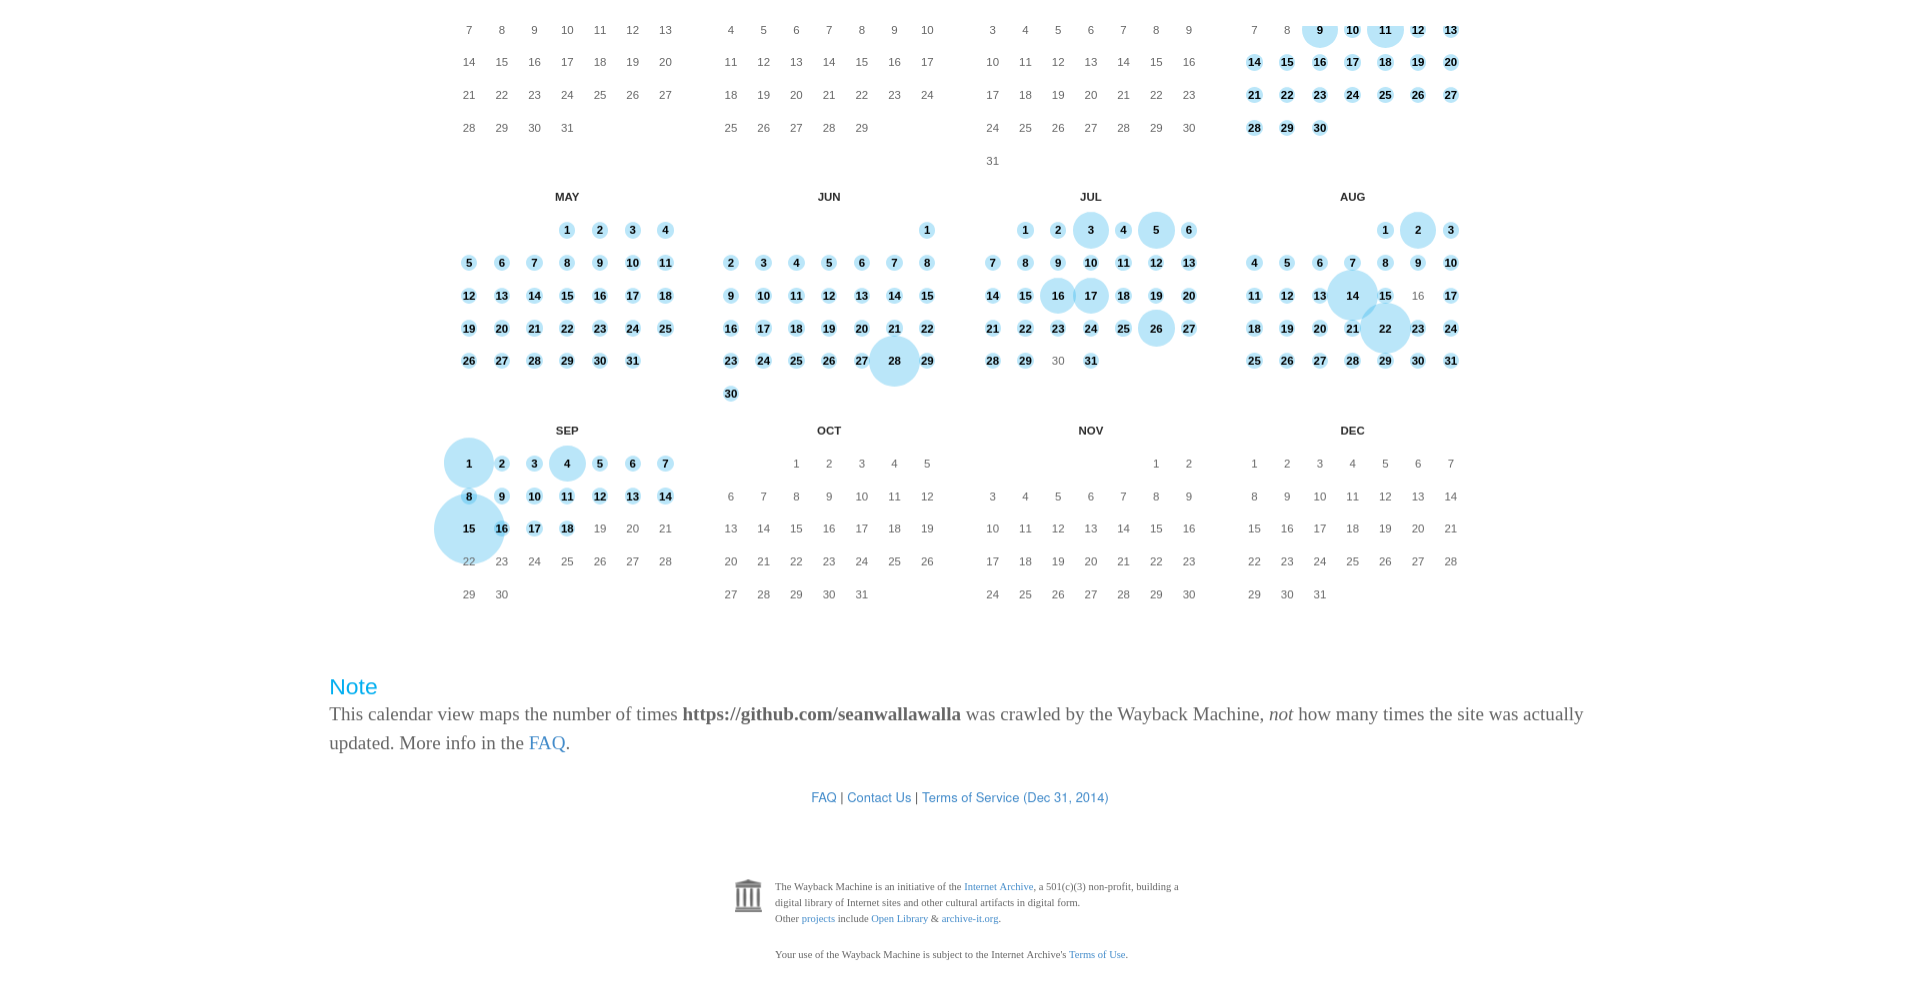 7 8 9 10 11 12 13 4 5 6 7 8 9 10 3 4 5 6 7 8 9 7 8 9 10 11 12 13
14 15 16 17 18 19 20 11 12 13 14 15 16 17 10 11 12 13 14 15 16 14 15 16 17 18 19 20
21 22 23 24 25 26 27 18 19 20 21 22 23 24 17 18 19 20 21 22 23 21 22 23 24 25 26 27
28 29 30 31 25 26 27 28 29 24 25 26 27 28 29 30 28 29 30
31
MAY JUN JUL AUG
1 2 3 4 1 1 2 3 4 5 6 1 2 3
5 6 7 8 9 10 11 2 3 4 5 6 7 8 7 8 9 10 11 12 13 4 5 6 7 8 9 10
12 13 14 15 16 17 18 9 10 11 12 13 14 15 14 15 16 17 18 19 20 11 12 13 14 15 16 17
19 20 21 22 23 24 25 16 17 18 19 20 21 22 21 22 23 24 25 26 27 18 19 20 21 22 23 24
26 27 28 29 30 31 23 24 25 26 27 28 29 28 29 30 31 25 26 27 28 29 30 31
30
SEP OCT NOV DEC
1 2 3 4 5 6 7 1 2 3 4 5 1 2 1 2 3 4 5 6 7
8 9 10 11 12 13 14 6 7 8 9 10 11 12 3 4 5 6 7 8 9 8 9 10 11 12 13 14
15 16 17 18 19 20 21 13 14 15 16 17 18 19 10 11 12 13 14 15 16 15 16 17 18 19 20 21
22 23 24 25 26 27 28 20 21 22 23 24 25 26 17 18 19 20 21 22 23 22 23 24 25 26 27 28
29 30 27 28 29 30 31 24 25 26 27 28 29 30 29 30 31
Note
This calendar view maps the number of times https://github.com/seanwallawalla was crawled by the Wayback Machine, not how many times the site was actually
updated. More info in the FAQ.
FAQ | Contact Us | Terms of Service (Dec 31, 2014)
The Wayback Machine is an initiative of the Internet Archive, a 501(c)(3) non-profit, building a
digital library of Internet sites and other cultural artifacts in digital form.
Other projects include Open Library & archive-it.org.
Your use of the Wayback Machine is subject to the Internet Archive's Terms of Use.